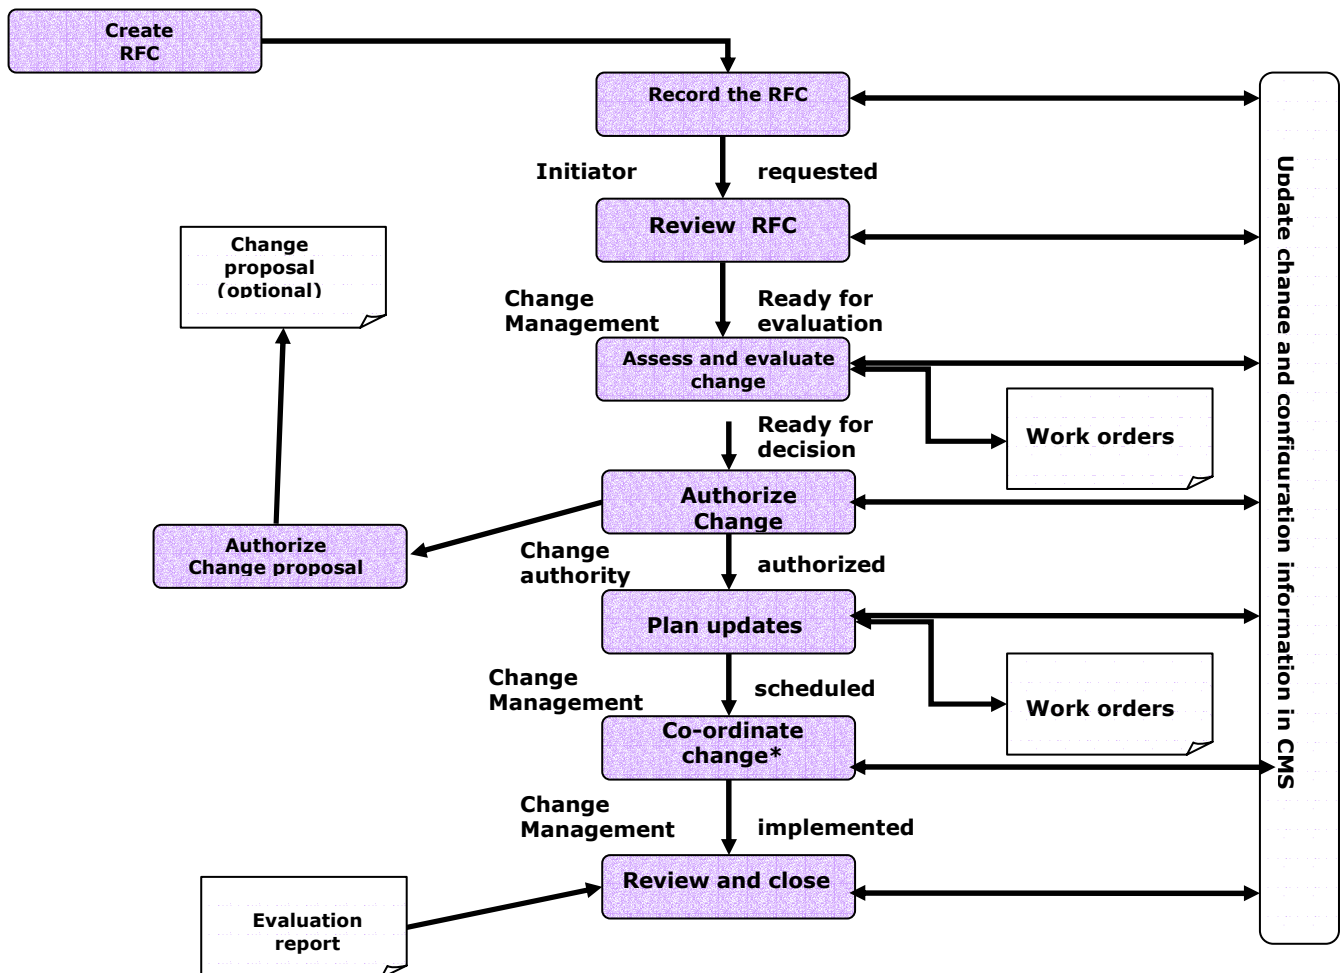 Create
RFC
Record the RFC
Initiator requested
Review RFC
Change
proposal
(optional)
Change
Management
Ready for
evaluation
Assess and evaluate
change
Work orders
Ready for
decision
Authorize
Change
Authorize
Change proposal
Change
authority
authorized
Plan updates
Change
Management
scheduled
Work orders
Co-ordinate
change*
Change
Management
implemented
Review and close
Evaluation
report
Update change and configuration information in CMS